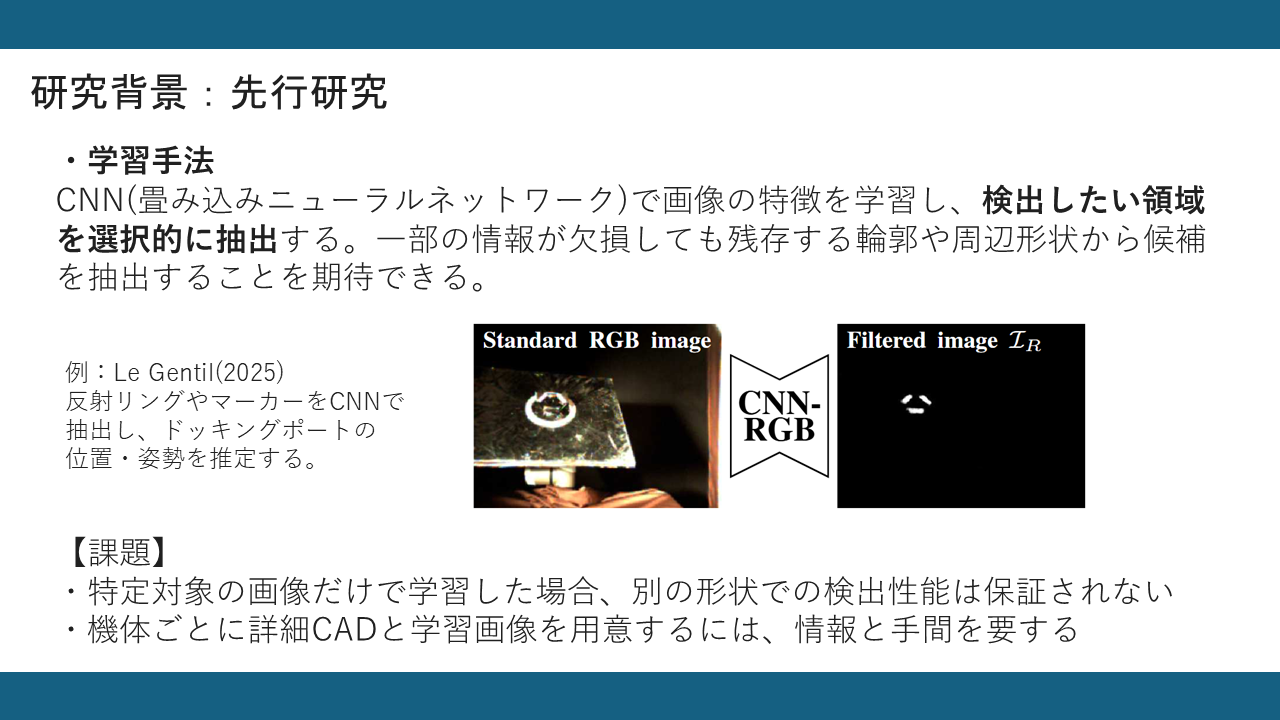 研究背景：先行研究
・学習手法
CNN(畳み込みニューラルネットワーク)で画像の特徴を学習し、検出したい領域
を選択的に抽出する。一部の情報が欠損しても残存する輪郭や周辺形状から候補
を抽出することを期待できる。
例：Le Gentil(2025)
反射リングやマーカーをCNNで
抽出し、ドッキングポートの
位置・姿勢を推定する。
Standard RGB image
CNN-
RGB
Filtered image I_R
【課題】
・特定対象の画像だけで学習した場合、別の形状での検出性能は保証されない
・機体ごとに詳細CADと学習画像を用意するには、情報と手間を要する